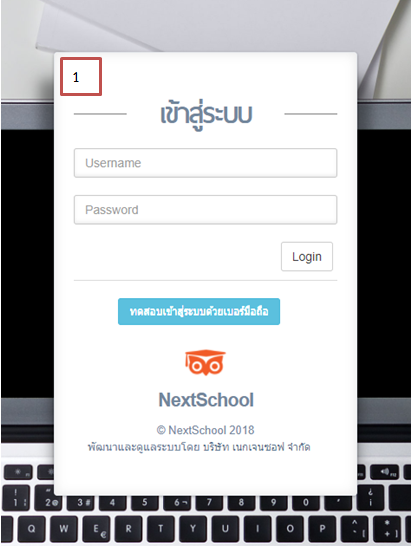 1
เข้าสู่ระบบ
Username
Password
Login
ทดสอบเข้าสู่ระบบด้วยเบอร์มือถือ
NextSchool
© NextSchool 2018
พัฒนาและดูแลระบบโดย บริษัท เนกเจนซอฟ จำกัด
Q W E R T Y U I O P